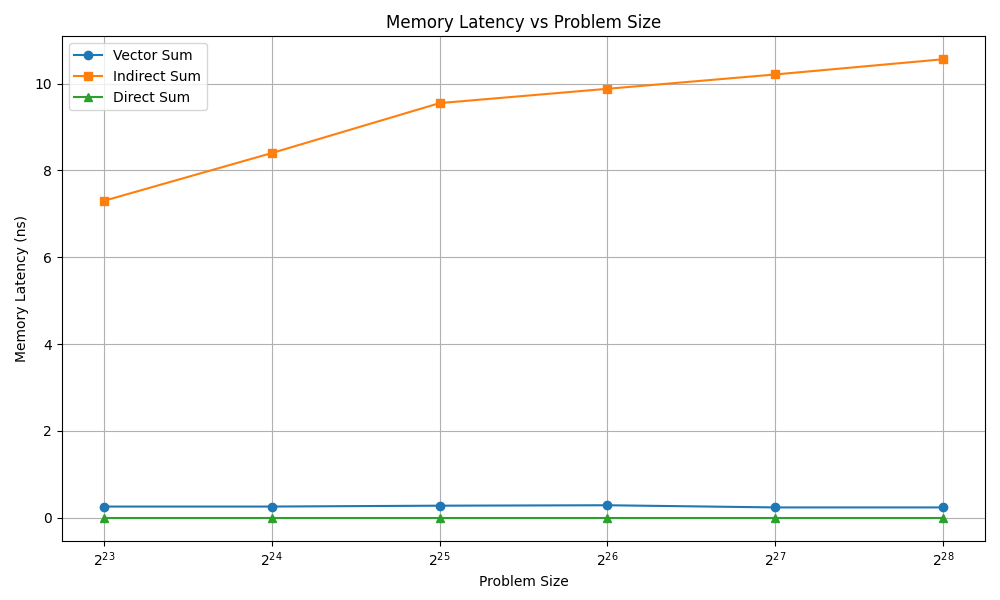 Memory Latency vs Problem Size
Vector Sum
Indirect Sum
Direct Sum
Memory Latency (ns)
10
8
6
4
2
0
2^23 2^24 2^25 2^26 2^27 2^28
Problem Size